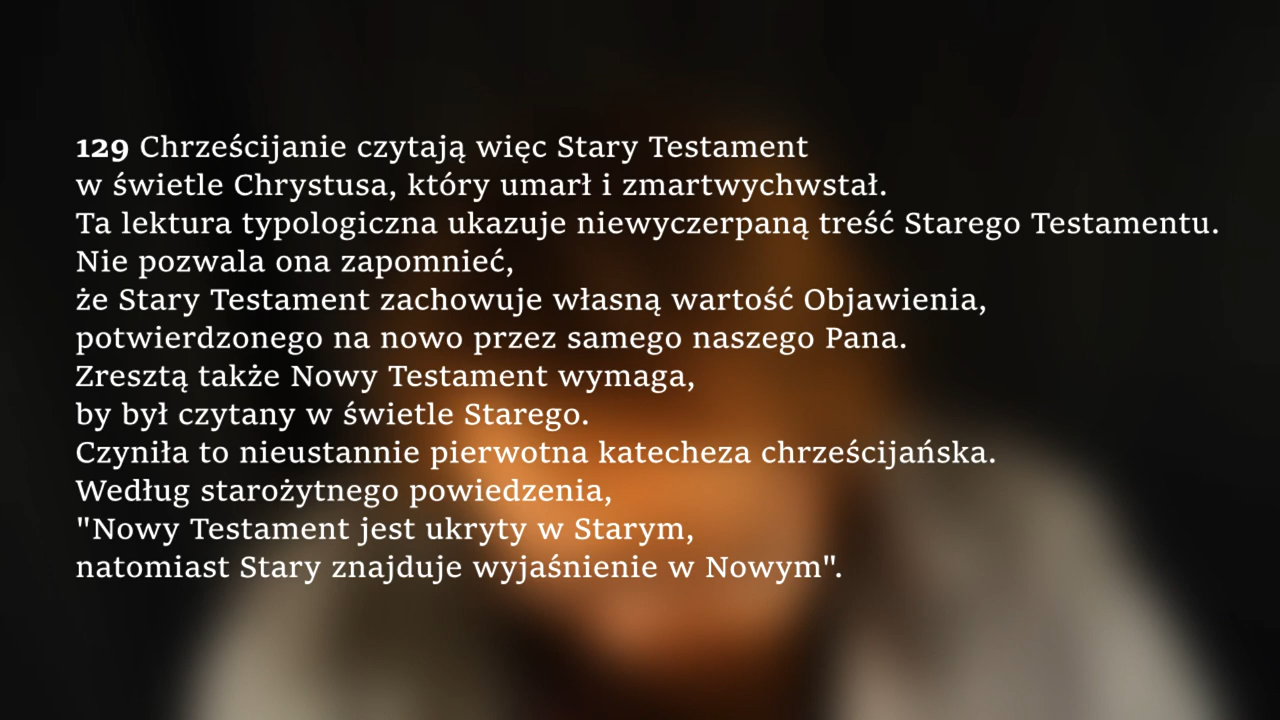 129 Chrześcijanie czytają więc Stary Testament
w świetle Chrystusa, który umarł i zmartwychwstał.
Ta lektura typologiczna ukazuje niewyczerpaną treść Starego Testamentu.
Nie pozwala ona zapomnieć,
że Stary Testament zachowuje własną wartość Objawienia,
potwierdzonego na nowo przez samego naszego Pana.
Zresztą także Nowy Testament wymaga,
by był czytany w świetle Starego.
Czyniła to nieustannie pierwotna katecheza chrześcijańska.
Według starożytnego powiedzenia,
"Nowy Testament jest ukryty w Starym,
natomiast Stary znajduje wyjaśnienie w Nowym".